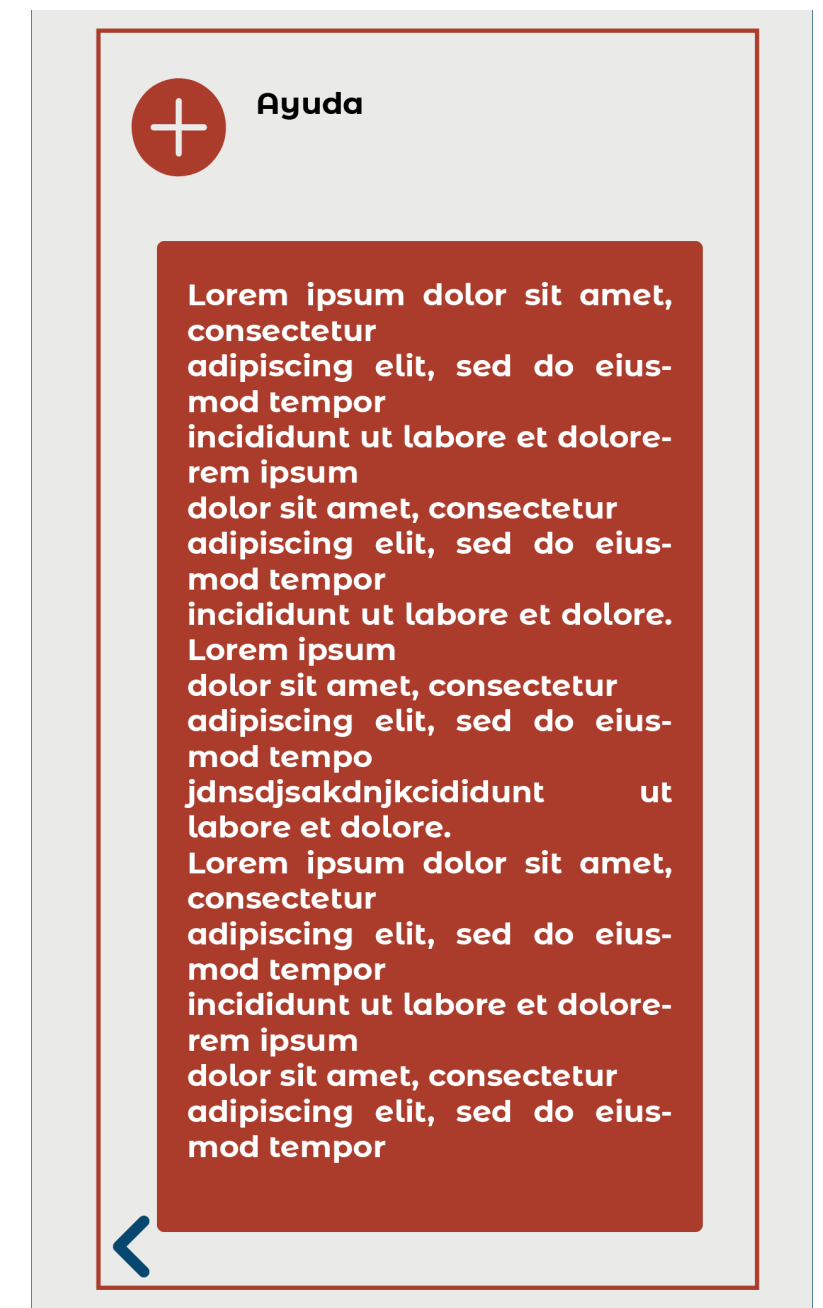 Ayuda
Lorem ipsum dolor sit amet,
consectetur
adipiscing elit, sed do eius-
mod tempor
incididunt ut labore et dolore-
rem ipsum
dolor sit amet, consectetur
adipiscing elit, sed do eius-
mod tempor
incididunt ut labore et dolore.
Lorem ipsum
dolor sit amet, consectetur
adipiscing elit, sed do eius-
mod tempo
jdnsdjsakdnjkcididunt ut
labore et dolore.
Lorem ipsum dolor sit amet,
consectetur
adipiscing elit, sed do eius-
mod tempor
incididunt ut labore et dolore-
rem ipsum
dolor sit amet, consectetur
adipiscing elit, sed do eius-
mod tempor